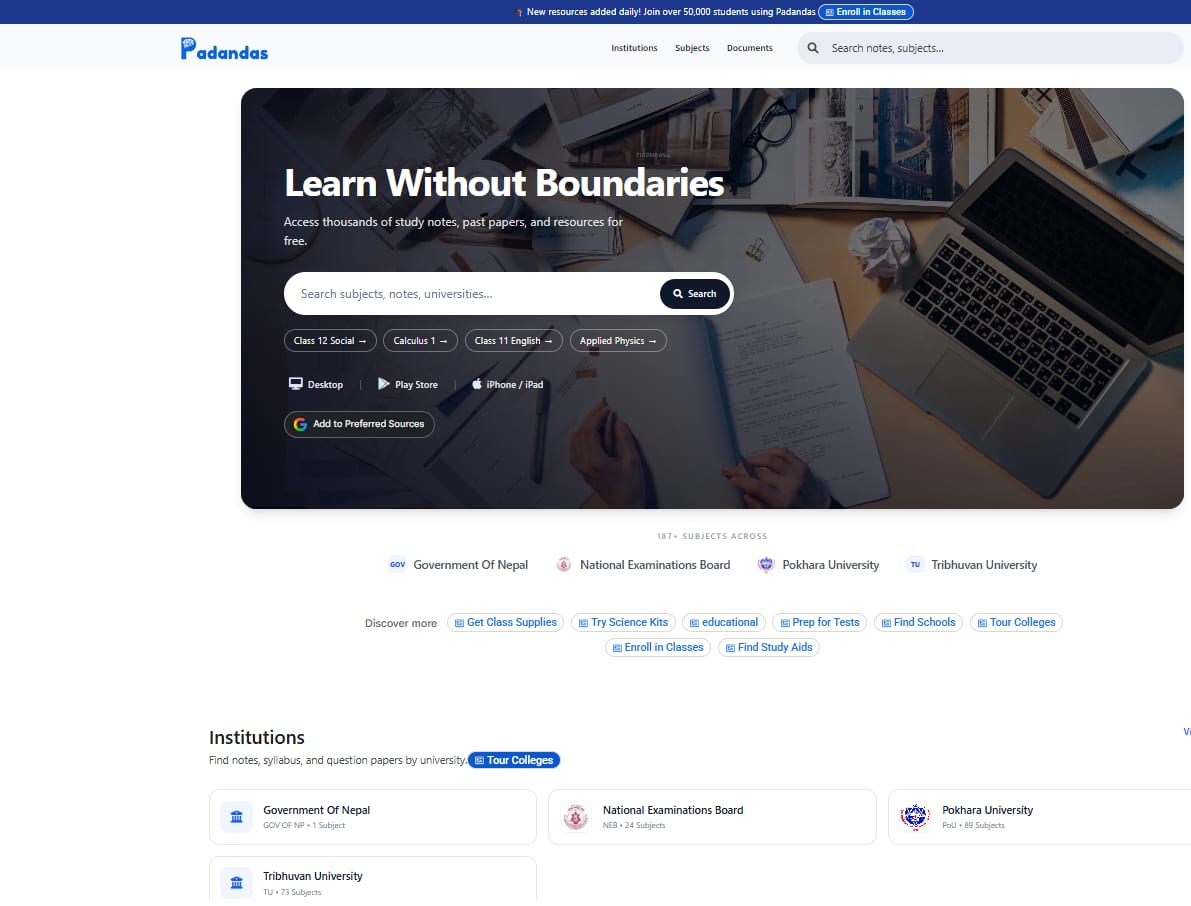 New resources added daily! Join over 50,000 students using Padandas Enroll in Classes
Padandas
Institutions Subjects Documents Search notes, subjects...
Learn Without Boundaries
Access thousands of study notes, past papers, and resources for
free.
Search subjects, notes, universities... Search
Class 12 Social → Calculus 1 → Class 11 English → Applied Physics →
Desktop | Play Store | iPhone / iPad
Add to Preferred Sources
187+ SUBJECTS ACROSS
GOV Government Of Nepal National Examinations Board Pokhara University TU Tribhuvan University
Discover more Get Class Supplies Try Science Kits educational Prep for Tests Find Schools Tour Colleges
Enroll in Classes Find Study Aids
Institutions
Vi
Find notes, syllabus, and question papers by university. Tour Colleges
Government Of Nepal
GOV OF NP • 1 Subject
National Examinations Board
NEB • 24 Subjects
Pokhara University
PoU • 89 Subjects
Tribhuvan University
TU • 73 Subjects